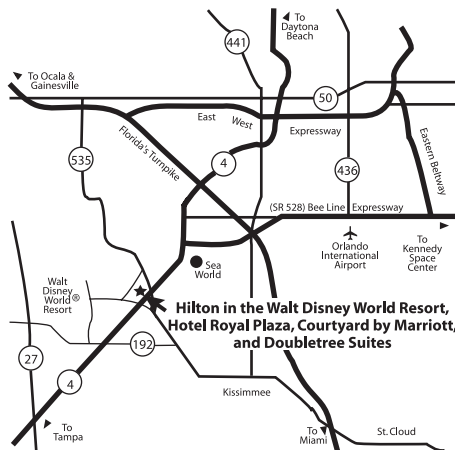 To
Daytona
Beach
441
To Ocala &
Gainesville
50
East
West
Expressway
Florida's Turnpike
535
4
436
Eastern Beltway
(SR 528) Bee Line Expressway
Orlando
International
Airport
To
Kennedy
Space
Center
Sea
World
Walt
Disney
World®
Resort
Hilton in the Walt Disney World Resort,
Hotel Royal Plaza, Courtyard by Marriott,
and Doubletree Suites
192
27
4
Kissimmee
To
Tampa
To
Miami
St. Cloud